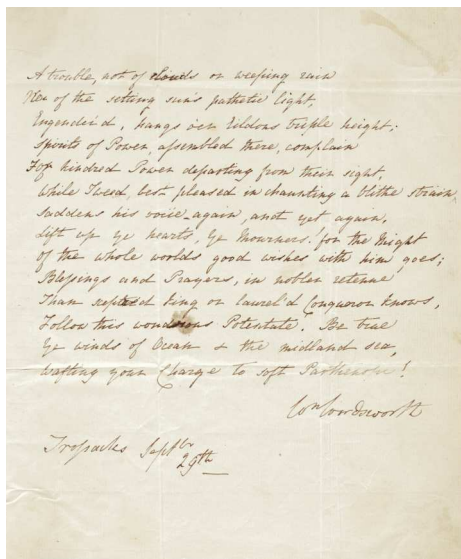 A trouble, not of clouds or weeping rain
Nor of the setting sun's pathetic light,
Engender'd, hangs o'er Eildons triple height;
Spirits of Power, assembled there, complain
For kindred Power departing from their sight,
While Tweed, best pleased in chaunting a blithe strain,
Saddens his voice again, and yet again.
Lift up ye hearts, Ye Mourners! for the Might
of the whole worlds good wishes with him goes;
Blessings and Prayers, in nobler retenue
Than sceptred King or laurel'd Conqueror knows,
Follow this wonderous Potentate. Be true
Ye winds of Ocean & the midland sea,
Wafting your Charge to soft Parthenope!
Wm Wordsworth
Trosachs Septbr
29th